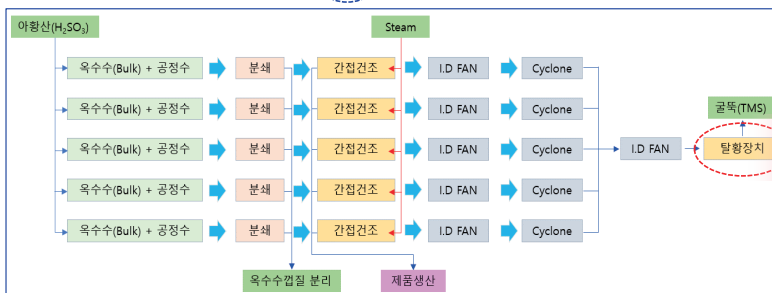 아황산(H₂SO₃)
Steam
옥수수(Bulk) + 공정수 분쇄 간접건조 I.D FAN Cyclone
옥수수(Bulk) + 공정수 분쇄 간접건조 I.D FAN Cyclone
굴뚝(TMS)
옥수수(Bulk) + 공정수 분쇄 간접건조 I.D FAN Cyclone
I.D FAN 탈황장치
옥수수(Bulk) + 공정수 분쇄 간접건조 I.D FAN Cyclone
옥수수(Bulk) + 공정수 분쇄 간접건조 I.D FAN Cyclone
옥수수껍질 분리 제품생산